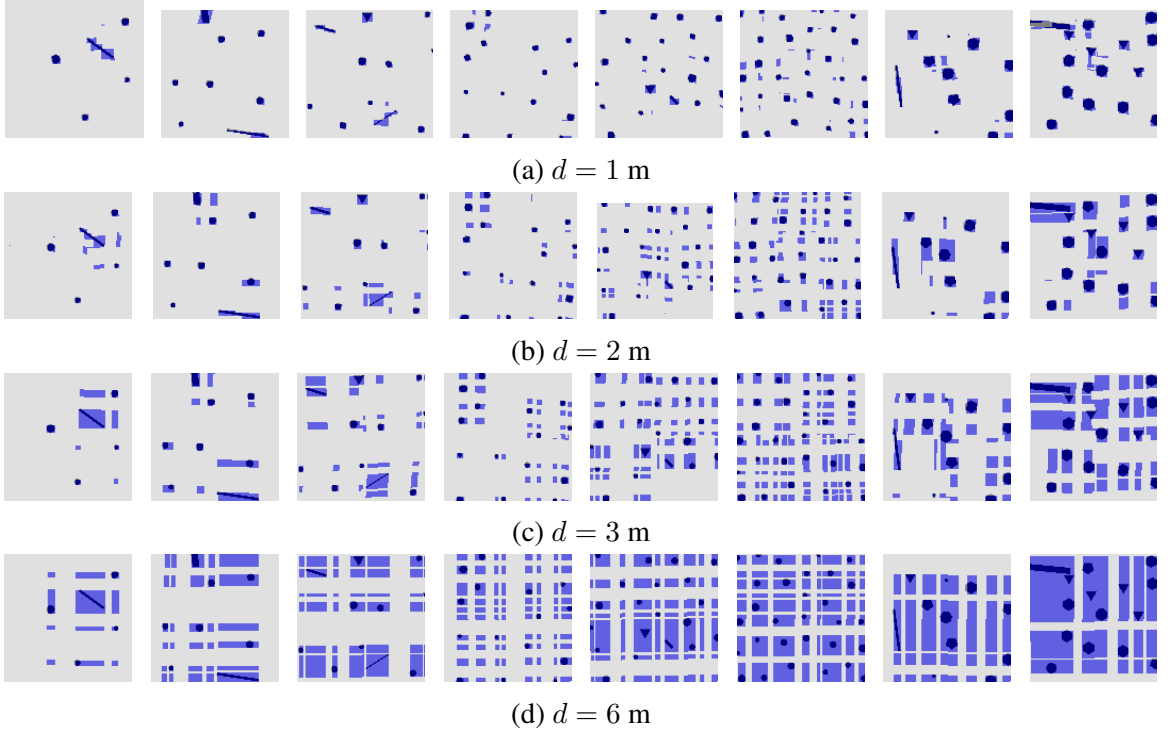 (a) d = 1 m
(b) d = 2 m
(c) d = 3 m
(d) d = 6 m